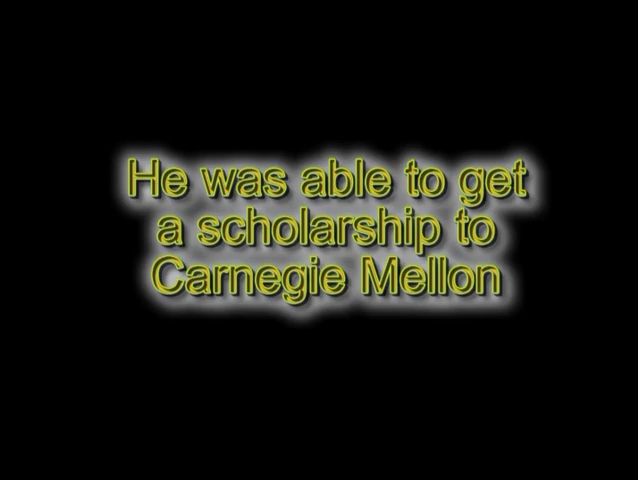 He was able to get
a scholarship to
Carnegie Mellon